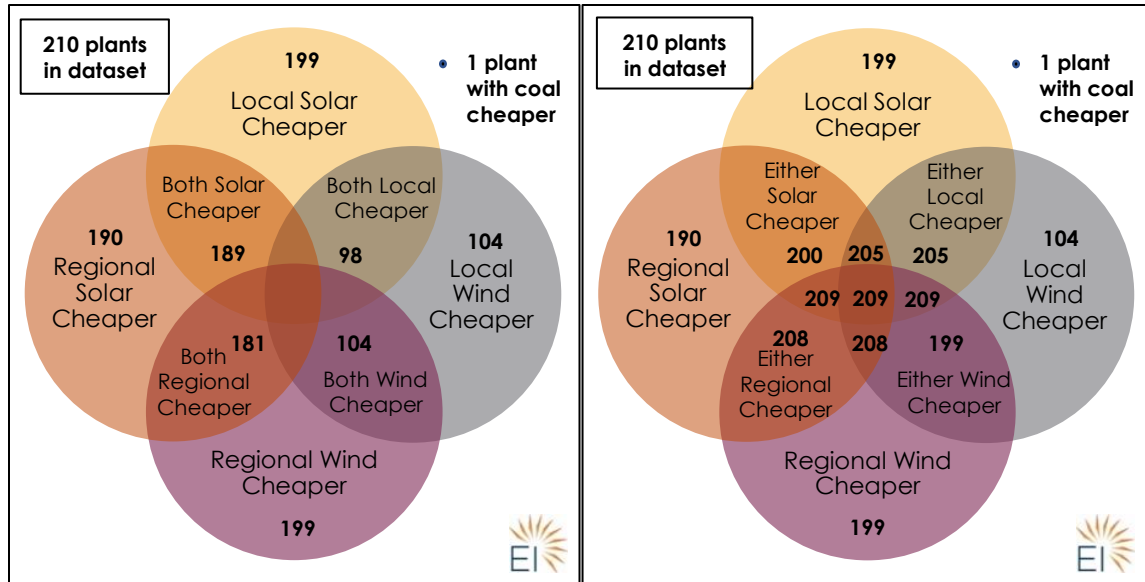 210 plants
in dataset
199
Local Solar
Cheaper
• 1 plant
with coal
cheaper
Both Solar
Cheaper
189
Both Local
Cheaper
98
190
Regional
Solar
Cheaper
104
Local
Wind
Cheaper
181
Both
Regional
Cheaper
104
Both Wind
Cheaper
Regional Wind
Cheaper
199
EI
210 plants
in dataset
199
Local Solar
Cheaper
• 1 plant
with coal
cheaper
Either
Solar
Cheaper
200
205
Either
Local
Cheaper
205
190
Regional
Solar
Cheaper
104
Local
Wind
Cheaper
209 209 209
208
Either
Regional
Cheaper
208
199
Either Wind
Cheaper
Regional Wind
Cheaper
199
EI